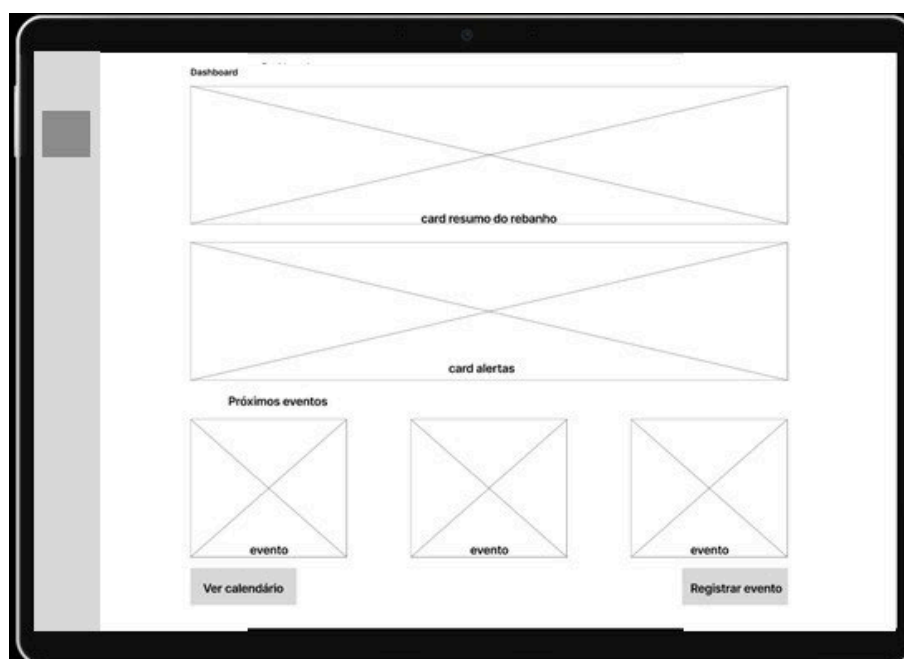 Dashboard
card resumo do rebanho
card alertas
Próximos eventos
evento
evento
evento
Ver calendário
Registrar evento